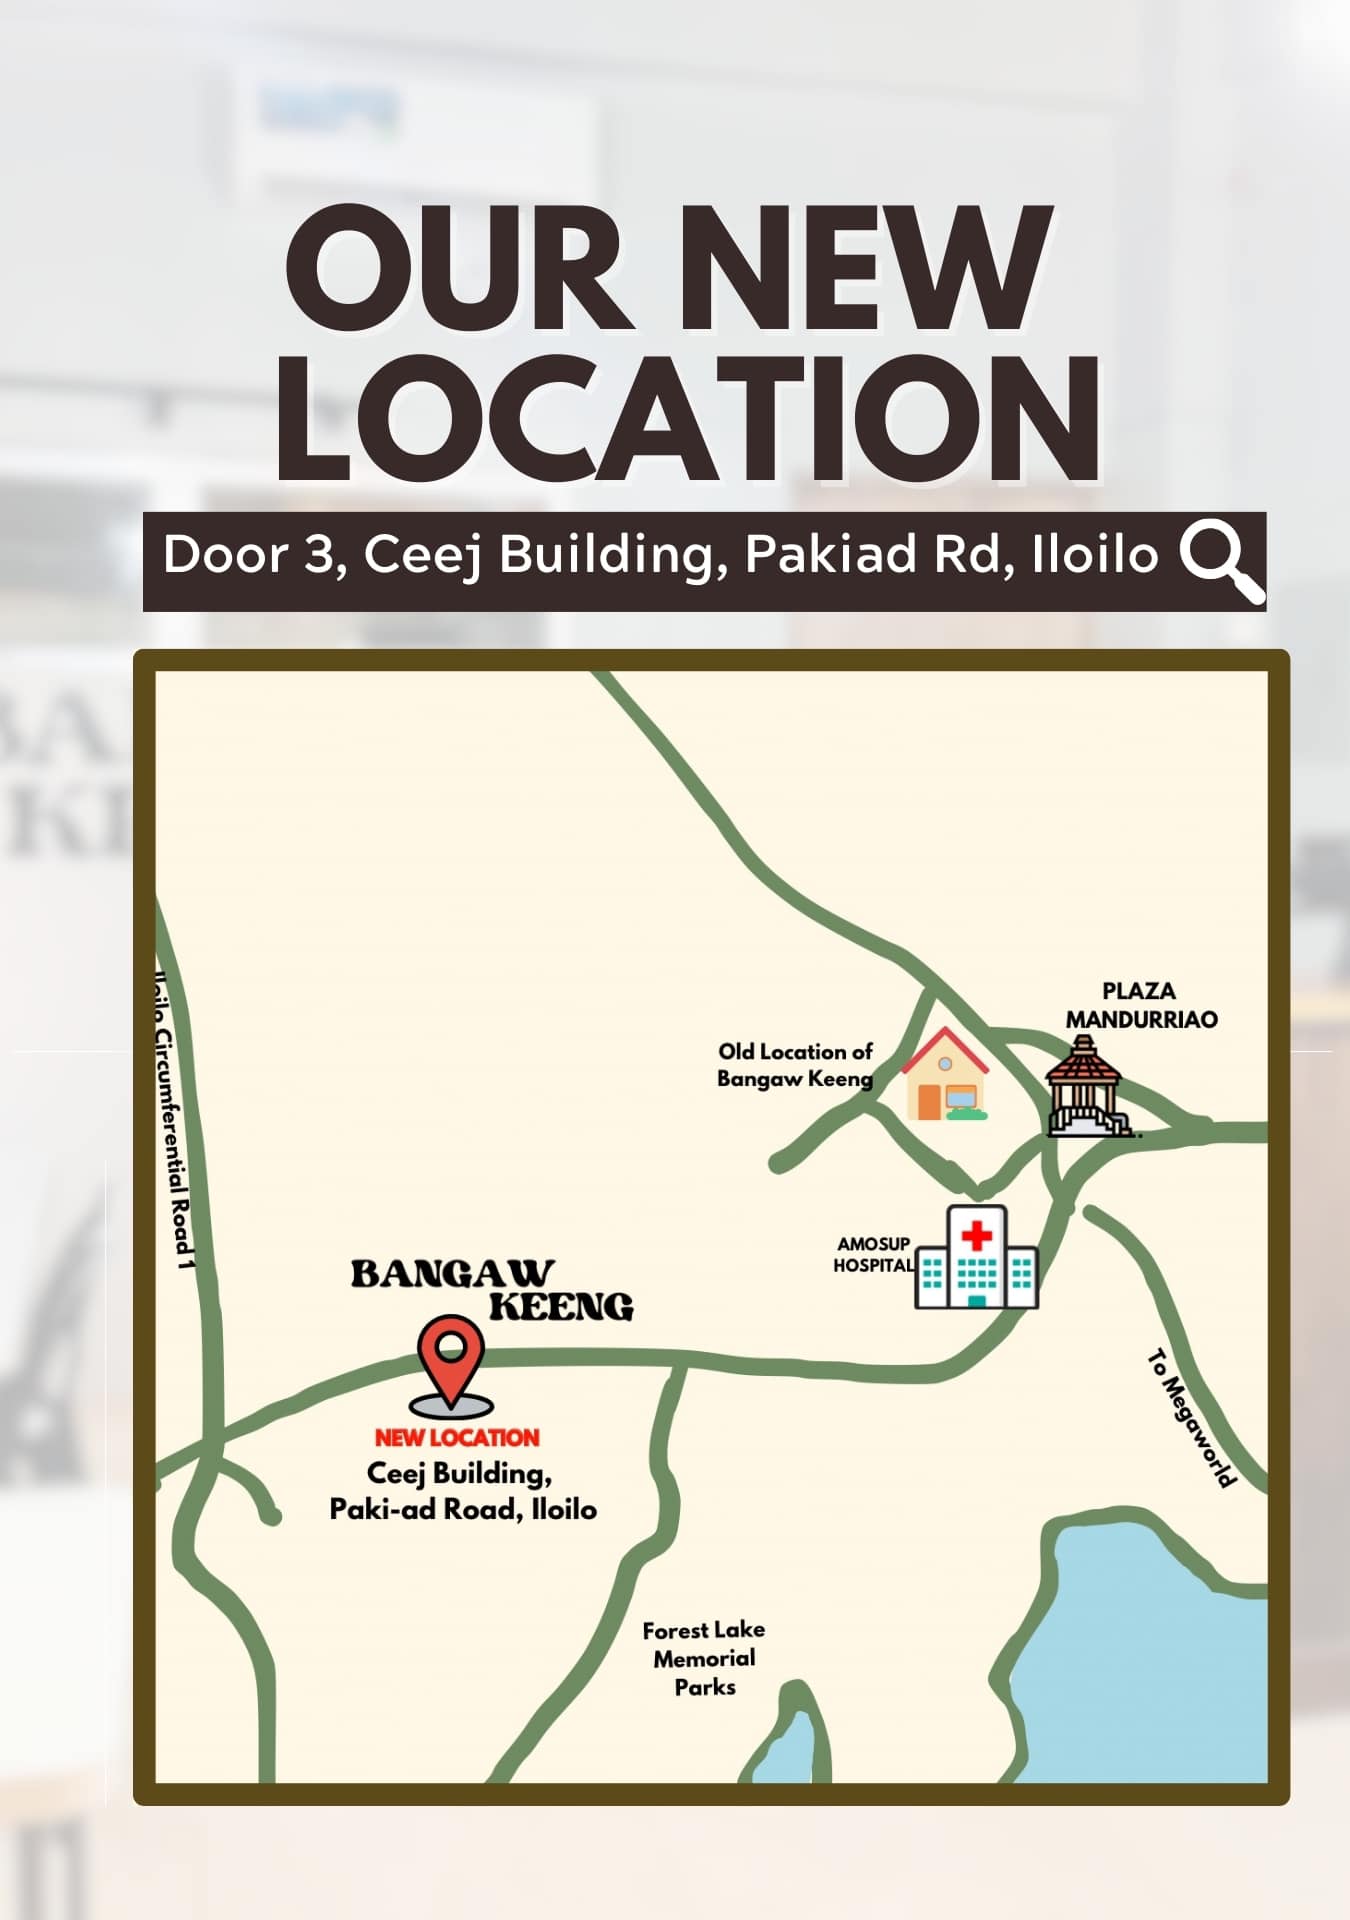 OUR NEW
LOCATION
Door 3, Ceej Building, Pakiad Rd, Iloilo
PLAZA
MANDURRIAO
Old Location of
Bangaw Keeng
Iloilo Circumferential Road 1
AMOSUP
HOSPITAL
BANGAW
KEENG
To Megaworld
NEW LOCATION
Ceej Building,
Paki-ad Road, Iloilo
Forest Lake
Memorial
Parks